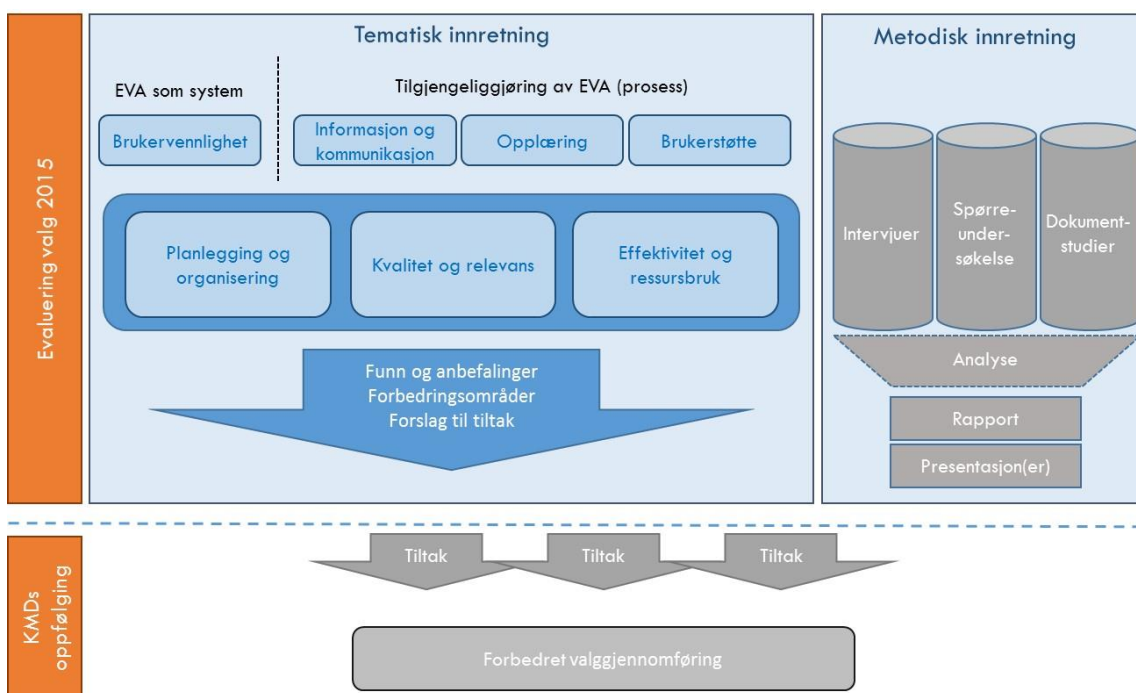 Evaluering valg 2015
Tematisk innretning
EVA som system
Tilgjengeliggjøring av EVA (prosess)
Brukervennlighet
Informasjon og
kommunikasjon
Opplæring
Brukerstøtte
Planlegging og
organisering
Kvalitet og relevans
Effektivitet og
ressursbruk
Funn og anbefalinger
Forbedringsområder
Forslag til tiltak
Metodisk innretning
Intervjuer
Spørre-
under-
søkelse
Dokument-
studier
Analyse
Rapport
Presentasjon(er)
KMDs
oppfølging
Tiltak
Tiltak
Tiltak
Forbedret valggjennomføring